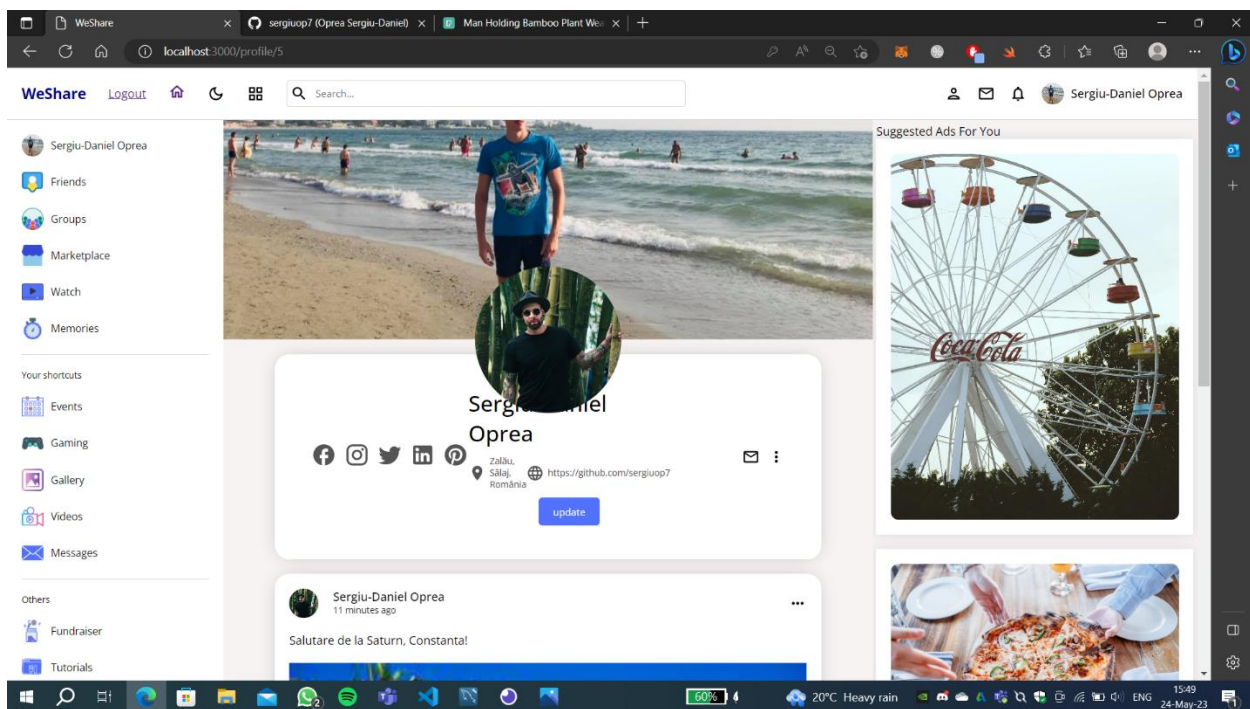 WeShare
sergiuop7 (Oprea Sergiu-Daniel)
Man Holding Bamboo Plant Wea
localhost:3000/profile/5
WeShare
Logout
Search...
Sergiu-Daniel Oprea
Sergiu-Daniel Oprea
Friends
Groups
Marketplace
Watch
Memories
Your shortcuts
Events
Gaming
Gallery
Videos
Messages
Others
Fundraiser
Tutorials
Oprea
Zalău,
Sălaj,
România
https://github.com/sergiuop7
update
Sergiu-Daniel Oprea
11 minutes ago
Salutare de la Saturn, Constanta!
Suggested Ads For You
Coca-Cola
60%
20°C Heavy rain
ENG
15:49
24-May-23